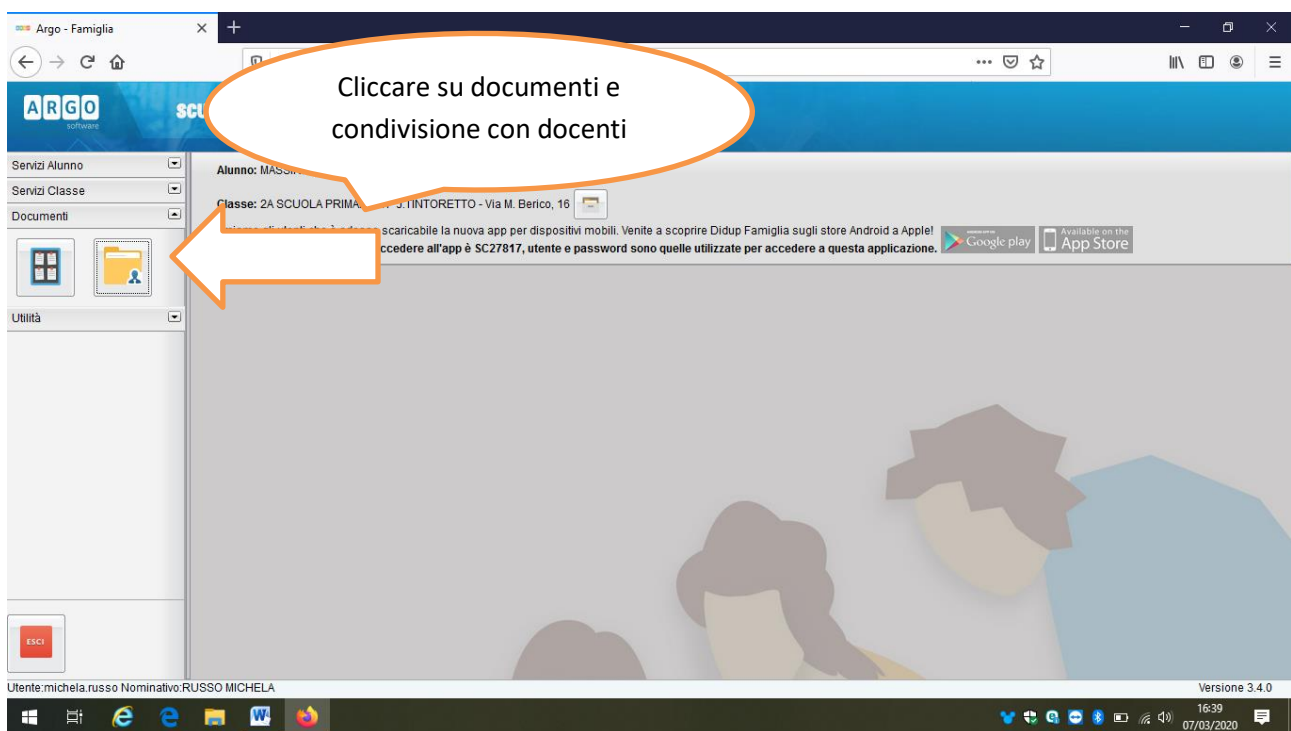 Argo - Famiglia
Cliccare su documenti e
condivisione con docenti
ARGO
software
Servizi Alunno
Servizi Classe
Documenti
Utilità
Alunno:
Classe: 2A SCUOLA J.TINTORETTO - Via M. Berico, 16
scaricabile la nuova app per dispositivi mobili. Venite a scoprire Didup Famiglia sugli store Android a Apple!
accedere all'app è SC27817, utente e password sono quelle utilizzate per accedere a questa applicazione.
Google play
Available on the
App Store
ESCI
Utente:michela.russo Nominativo:RUSSO MICHELA
Versione 3.4.0
16:39
07/03/2020